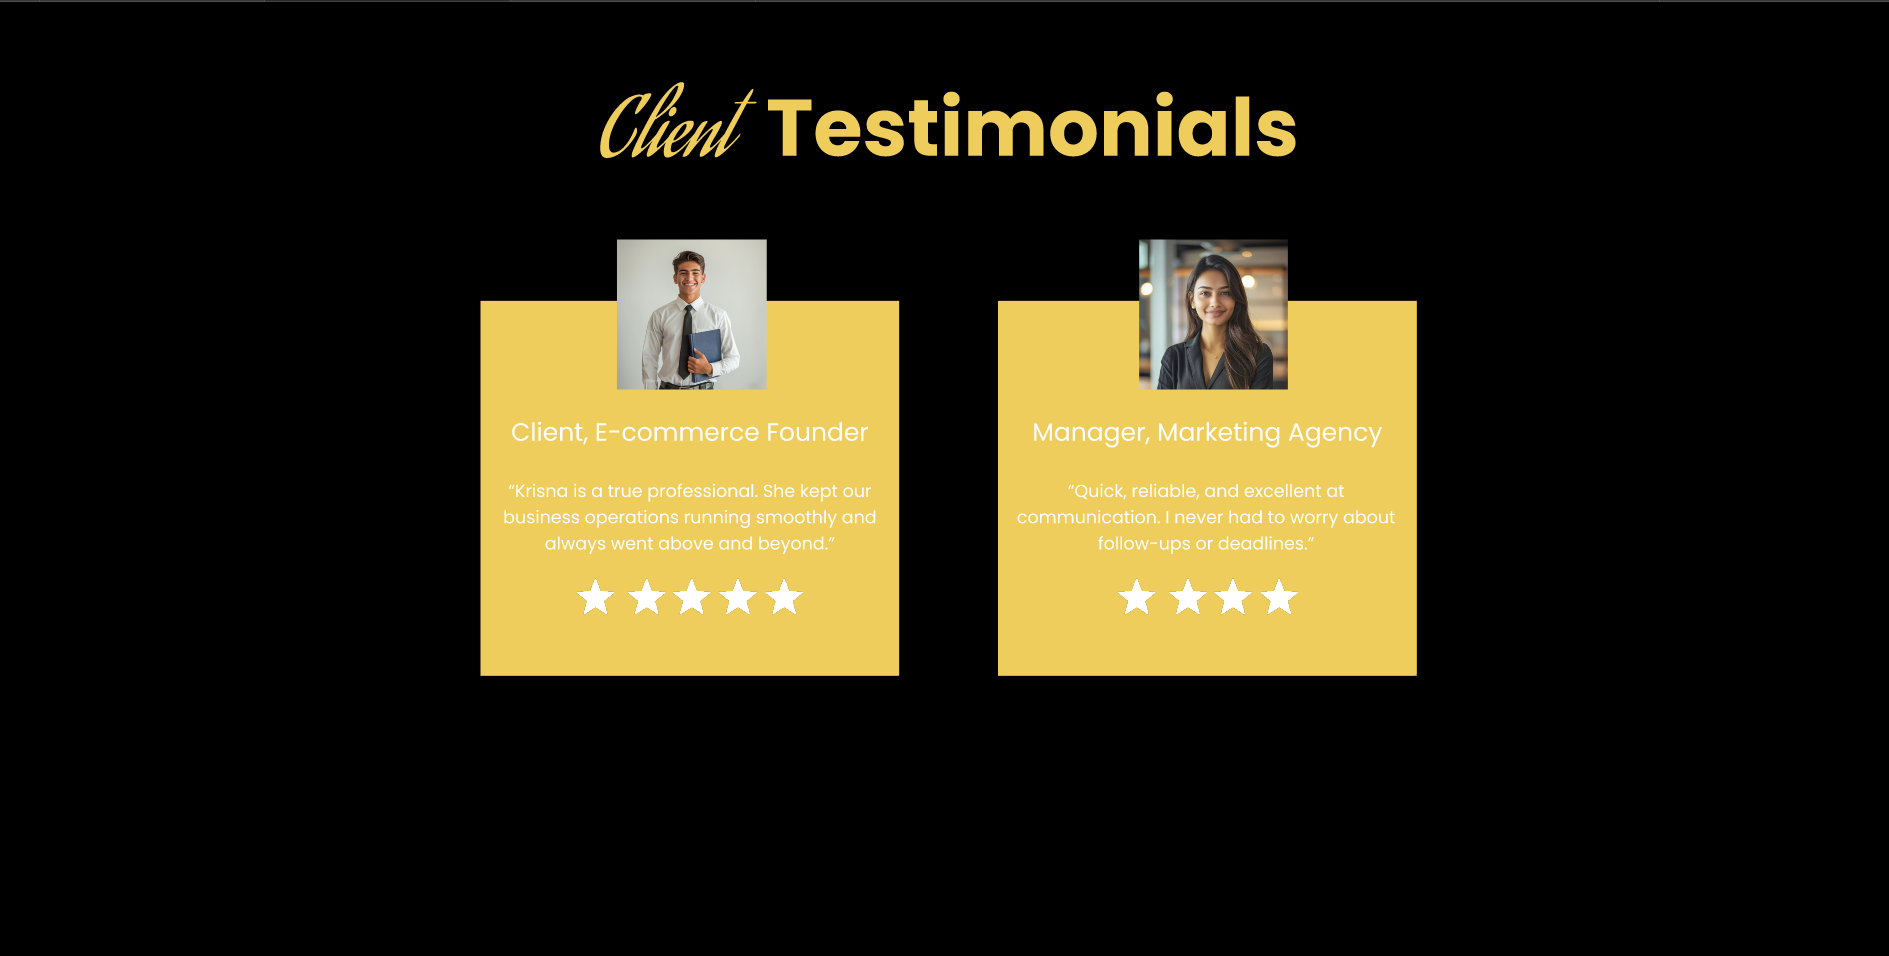 Client Testimonials
Client, E-commerce Founder
“Krisna is a true professional. She kept our
business operations running smoothly and
always went above and beyond.”
Manager, Marketing Agency
“Quick, reliable, and excellent at
communication. I never had to worry about
follow-ups or deadlines.”